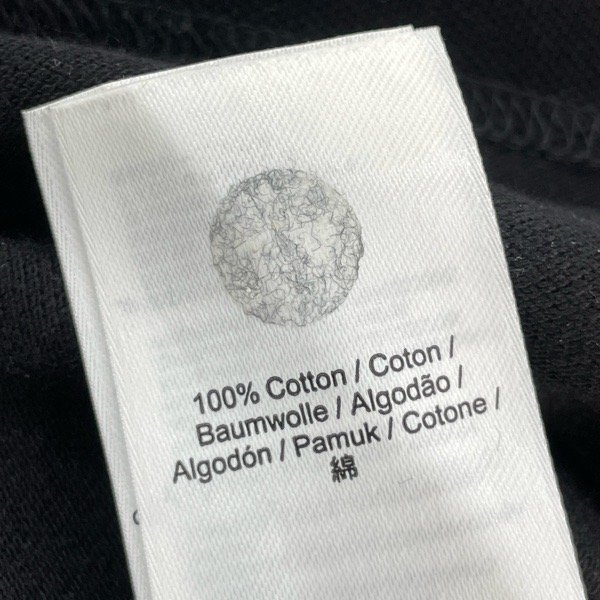 100% Cotton / Coton /
Baumwolle / Algodão /
Algodón / Pamuk / Cotone /
綿